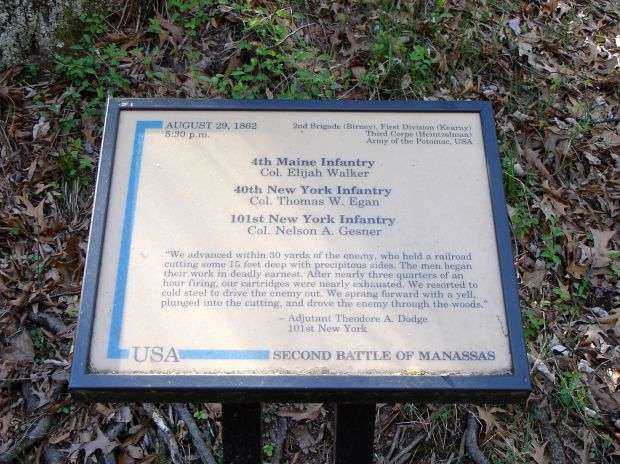 AUGUST 29, 1862
5:30 p.m.
2nd Brigade (Birney), First Division (Kearny)
Third Corps (Heintzelman)
Army of the Potomac, USA
4th Maine Infantry
Col. Elijah Walker
40th New York Infantry
Col. Thomas W. Egan
101st New York Infantry
Col. Nelson A. Gesner
"We advanced within 30 yards of the enemy, who held a railroad
cutting some 15 feet deep with precipitous sides. The men began
their work in deadly earnest. After nearly three quarters of an
hour firing, our cartridges were nearly exhausted. We resorted to
cold steel to drive the enemy out. We sprang forward with a yell,
plunged into the cutting, and drove the enemy through the woods."
– Adjutant Theodore A. Dodge
101st New York
USA
SECOND BATTLE OF MANASSAS